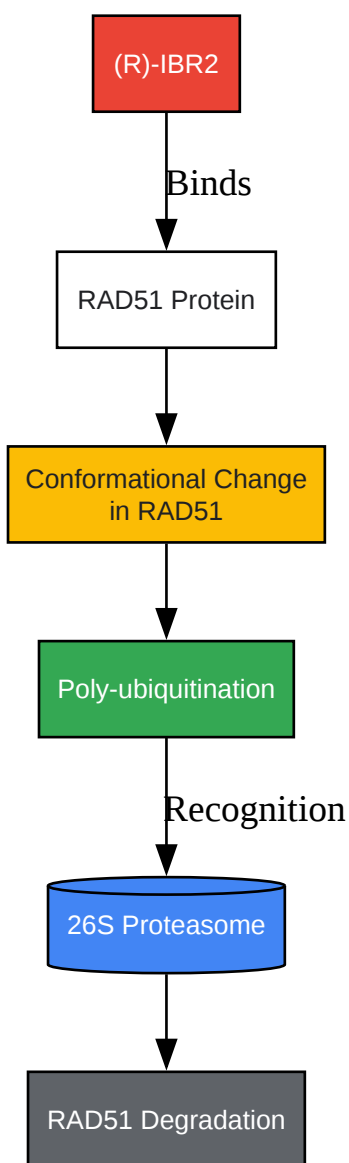 (R)-IBR2
Binds
RAD51 Protein
Conformational Change
in RAD51
Poly-ubiquitination
Recognition
26S Proteasome
RAD51 Degradation